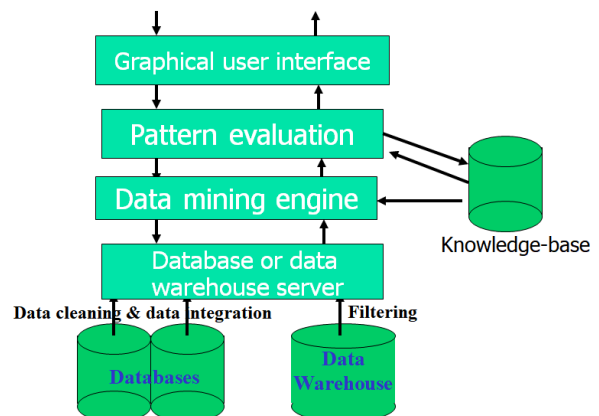 Graphical user interface
Pattern evaluation
Data mining engine
Knowledge-base
Database or data
warehouse server
Data cleaning & data integration
Filtering
Databases
Data
Warehouse